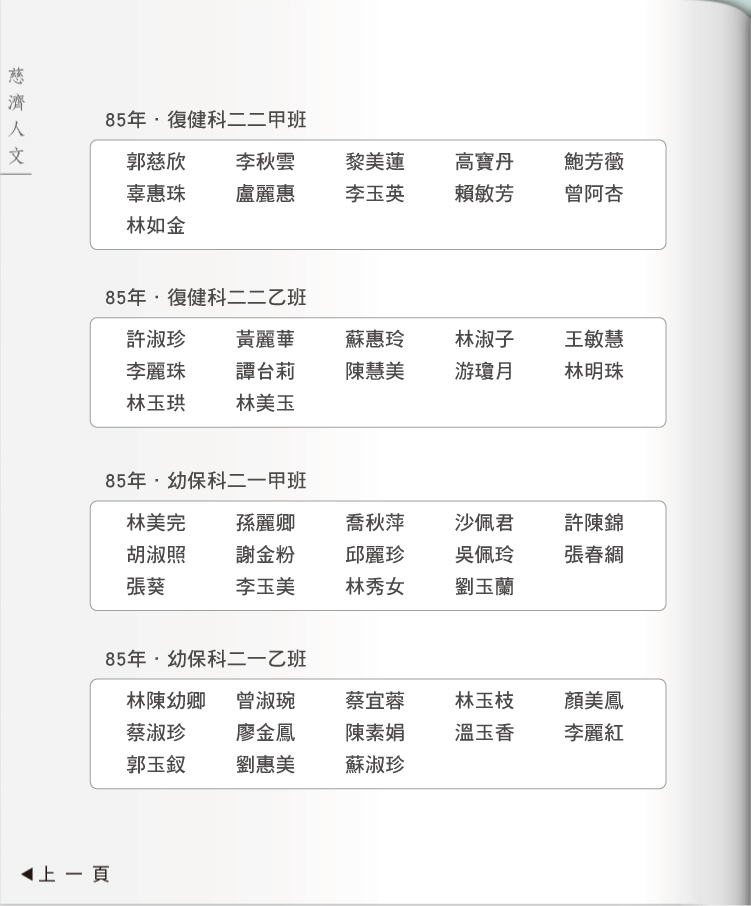 慈濟人文
85年．復健科二二甲班
郭慈欣 李秋雲 黎美蓮 高寶丹 鮑芳薇
辜惠珠 盧麗惠 李玉英 賴敏芳 曾阿杏
林如金
85年．復健科二二乙班
許淑珍 黃麗華 蘇惠玲 林淑子 王敏慧
李麗珠 譚台莉 陳慧美 游瓊月 林明珠
林玉珙 林美玉
85年．幼保科二一甲班
林美完 孫麗卿 喬秋萍 沙佩君 許陳錦
胡淑照 謝金粉 邱麗珍 吳佩玲 張春綢
張葵 李玉美 林秀女 劉玉蘭
85年．幼保科二一乙班
林陳幼卿 曾淑琬 蔡宜蓉 林玉枝 顏美鳳
蔡淑珍 廖金鳳 陳素娟 溫玉香 李麗紅
郭玉釵 劉惠美 蘇淑珍
◀上一頁